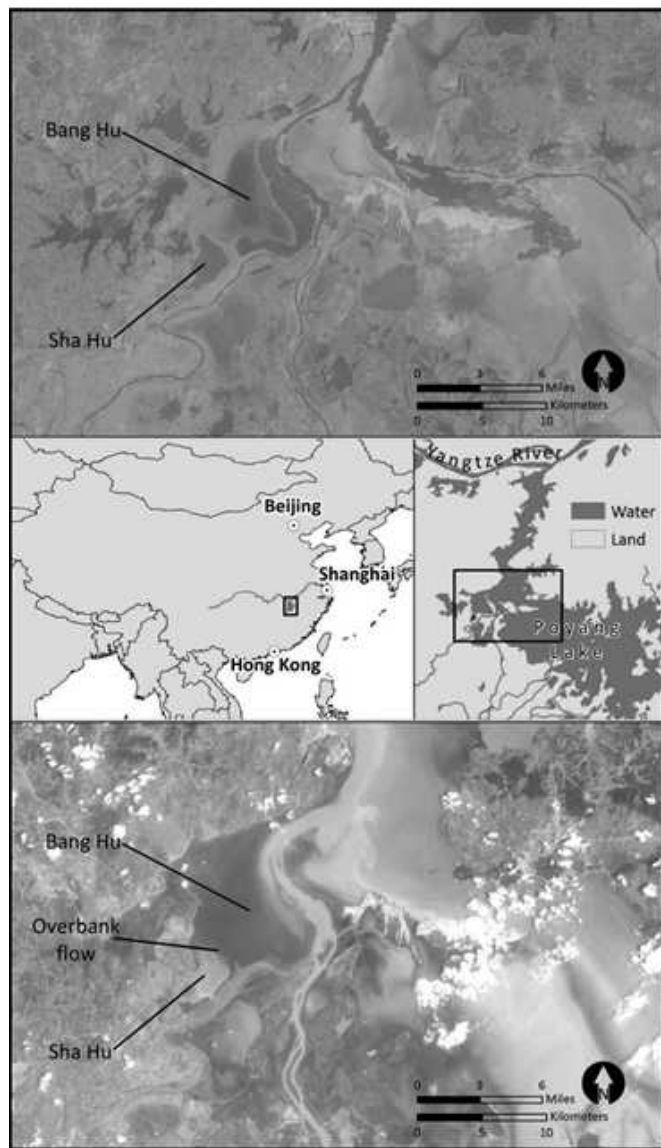 Bang Hu
Sha Hu
N
0 3 6
Miles
0 5 10
Kilometers
Yangtze River
Beijing
Shanghai
Hong Kong
Water
Land
Poyang
Lake
Bang Hu
Overbank
flow
Sha Hu
N
0 3 6
Miles
0 5 10
Kilometers